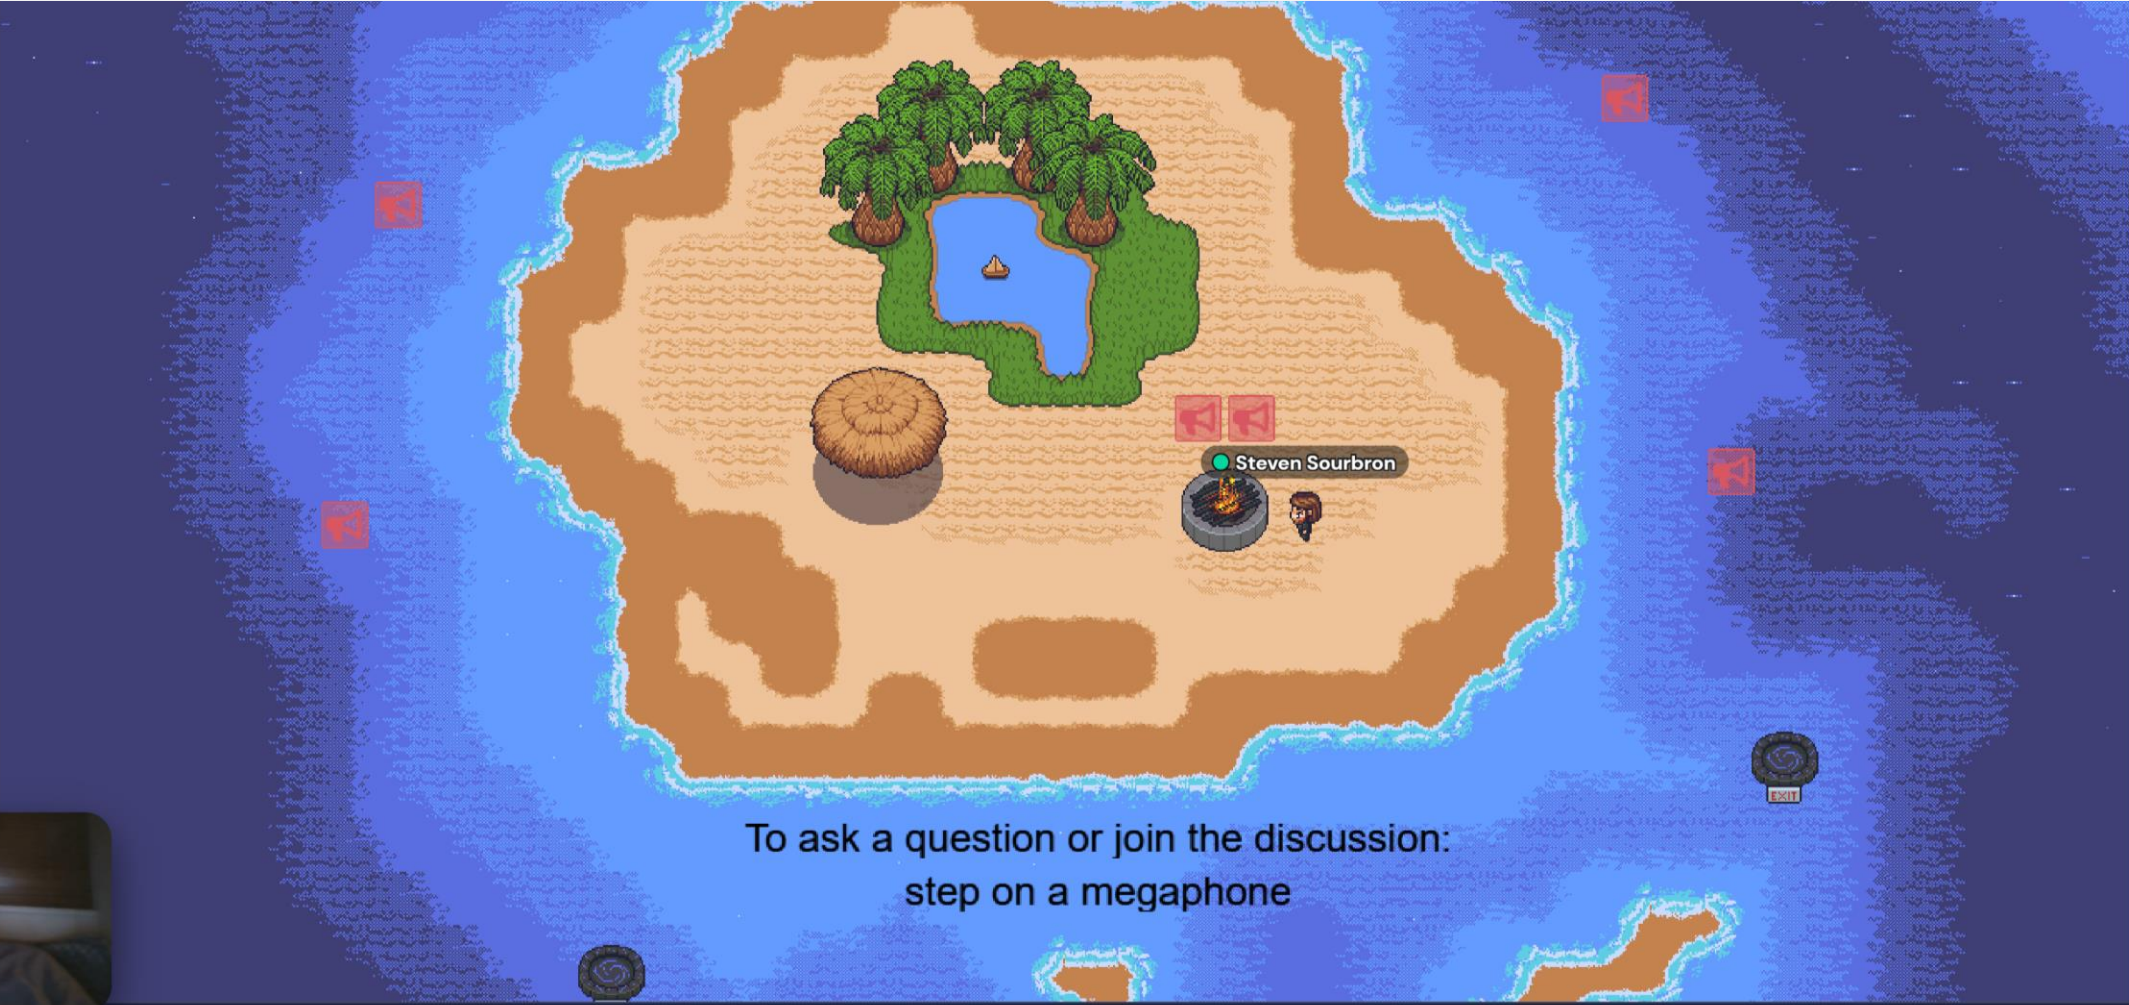 Steven Sourbron
EXIT
To ask a question or join the discussion:
step on a megaphone